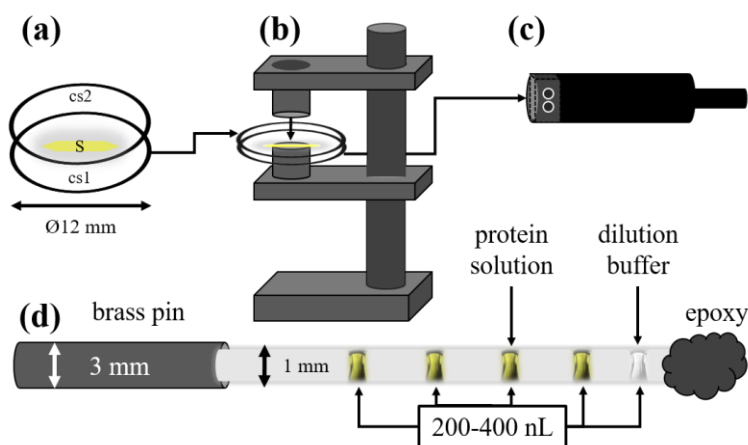 (a)
(b)
(c)
cs2
S
cs1
Ø12 mm
protein
solution
dilution
buffer
(d)
brass pin
epoxy
3 mm
1 mm
200-400 nL